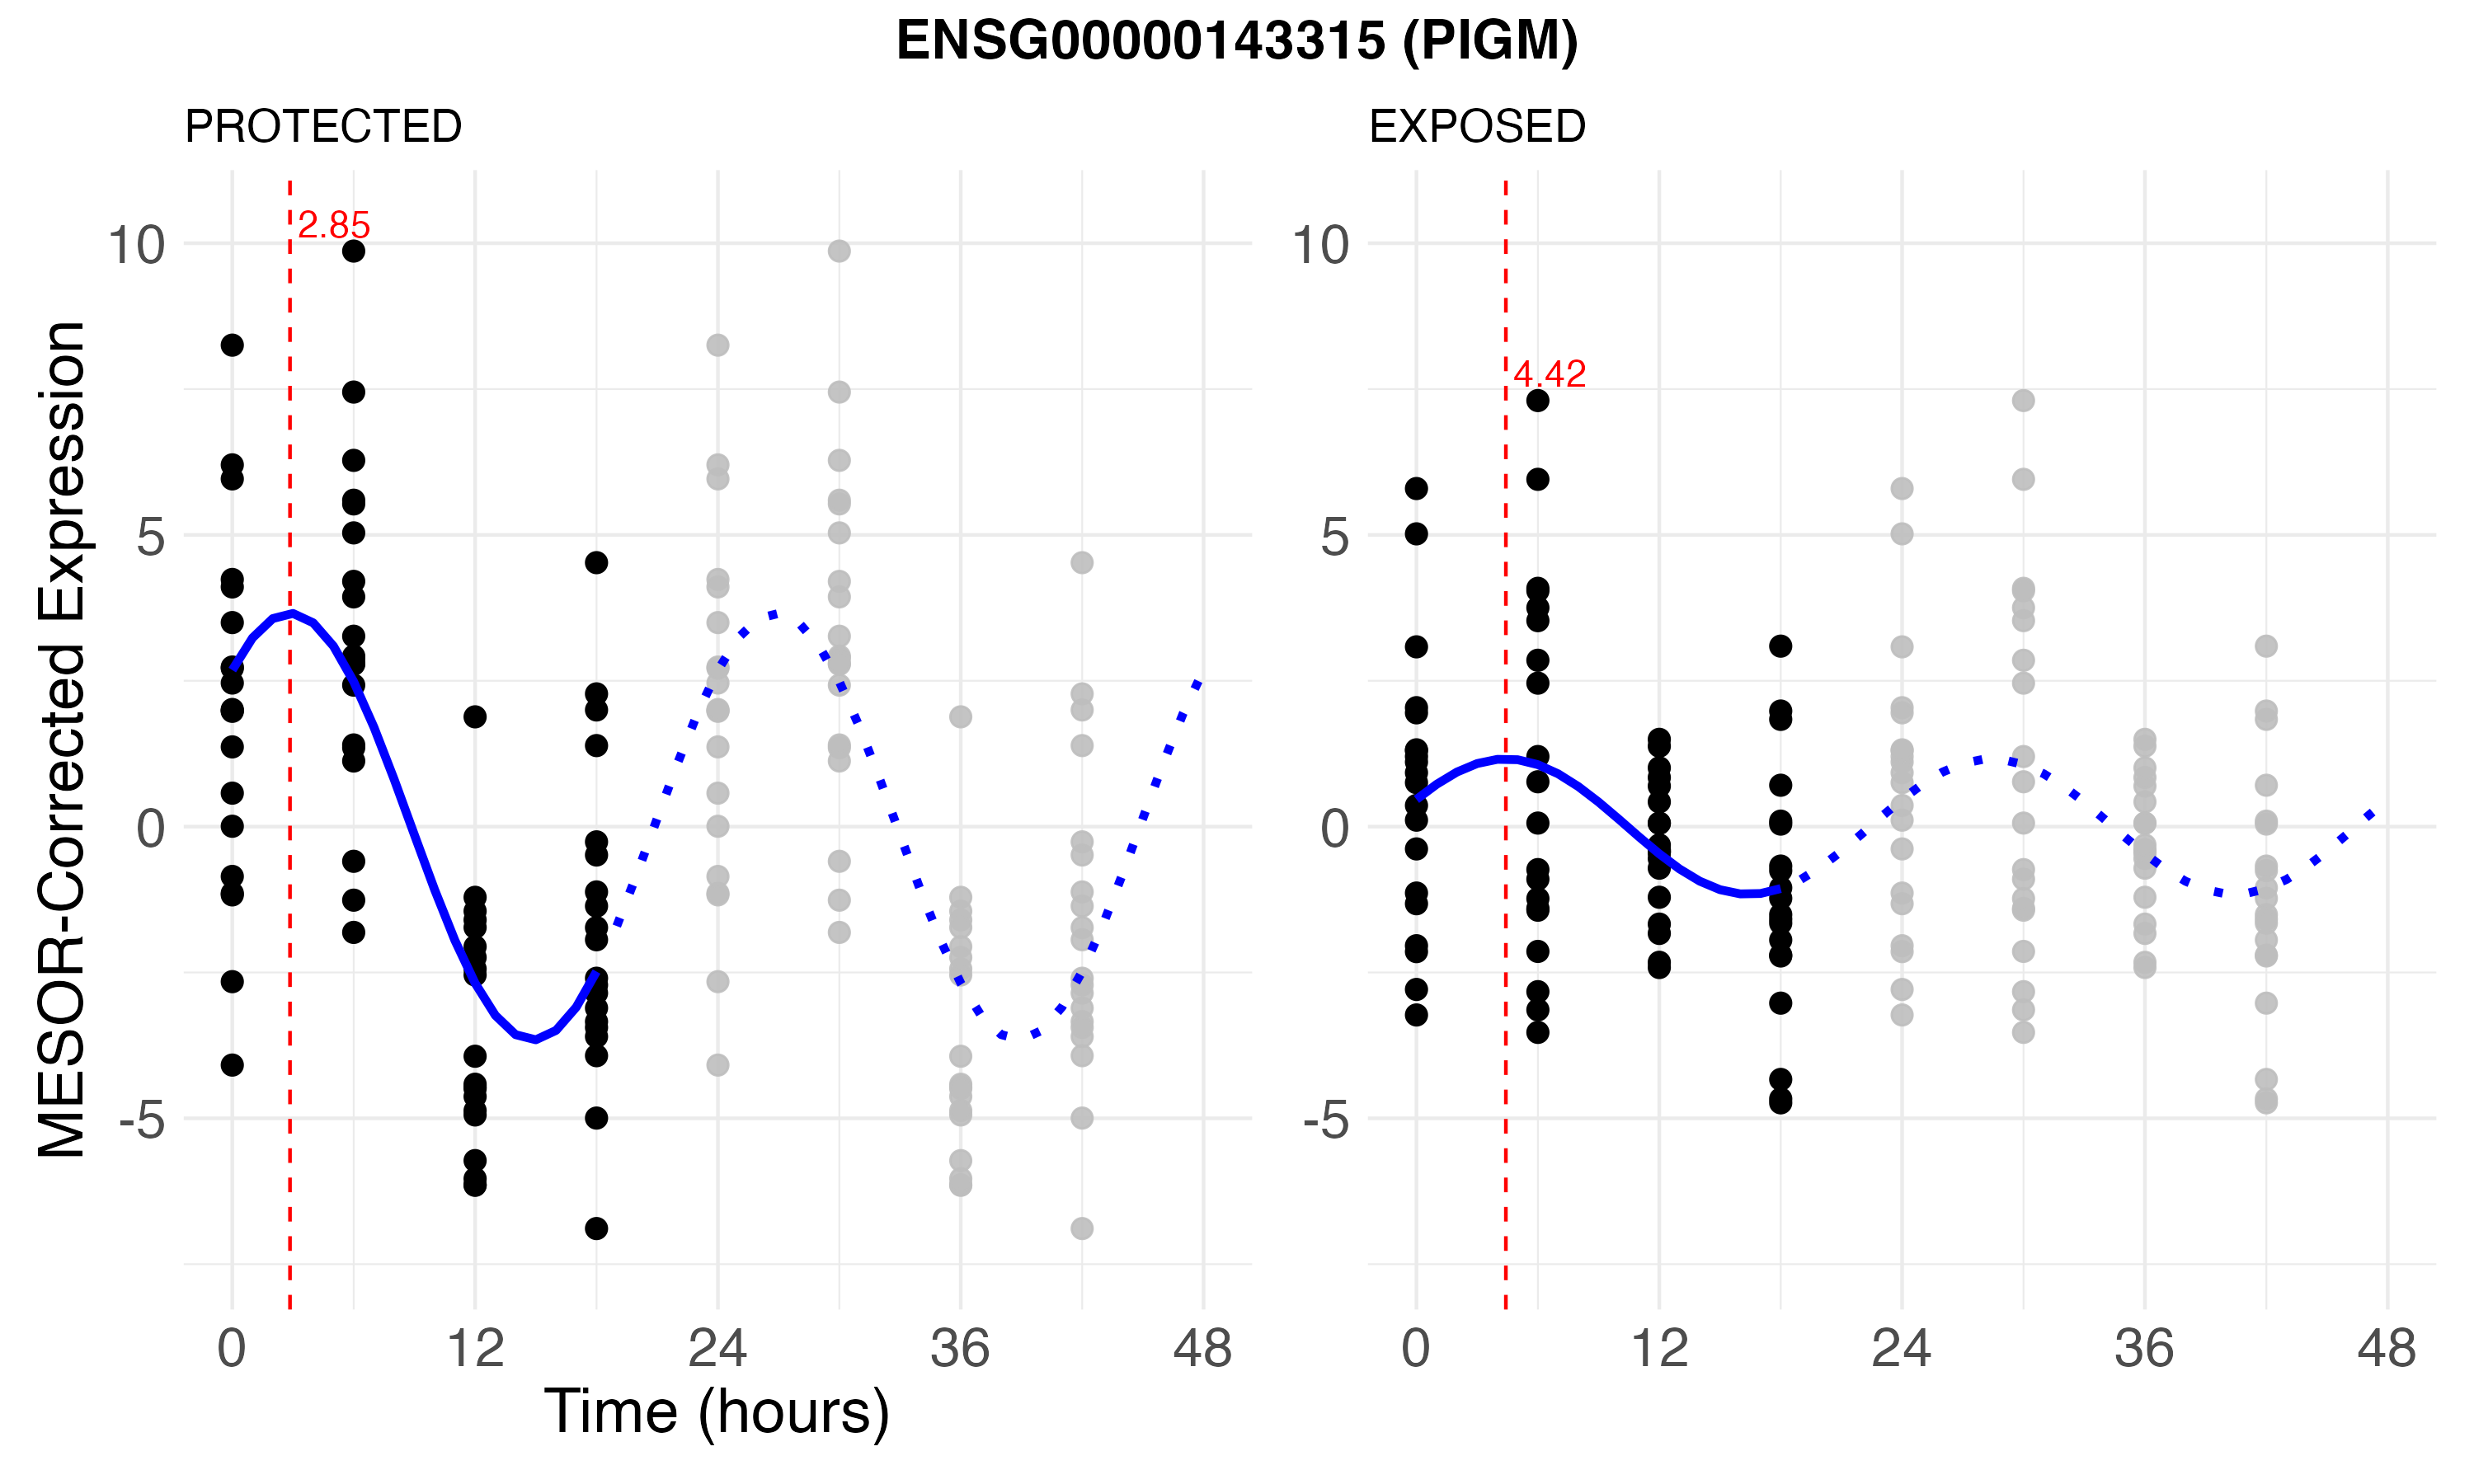 ENSG00000143315 (PIGM)
PROTECTED
EXPOSED
MESOR-Corrected Expression
10
5
0
-5
2.85
0 12 24 36 48
Time (hours)
10
5
0
-5
4.42
0 12 24 36 48